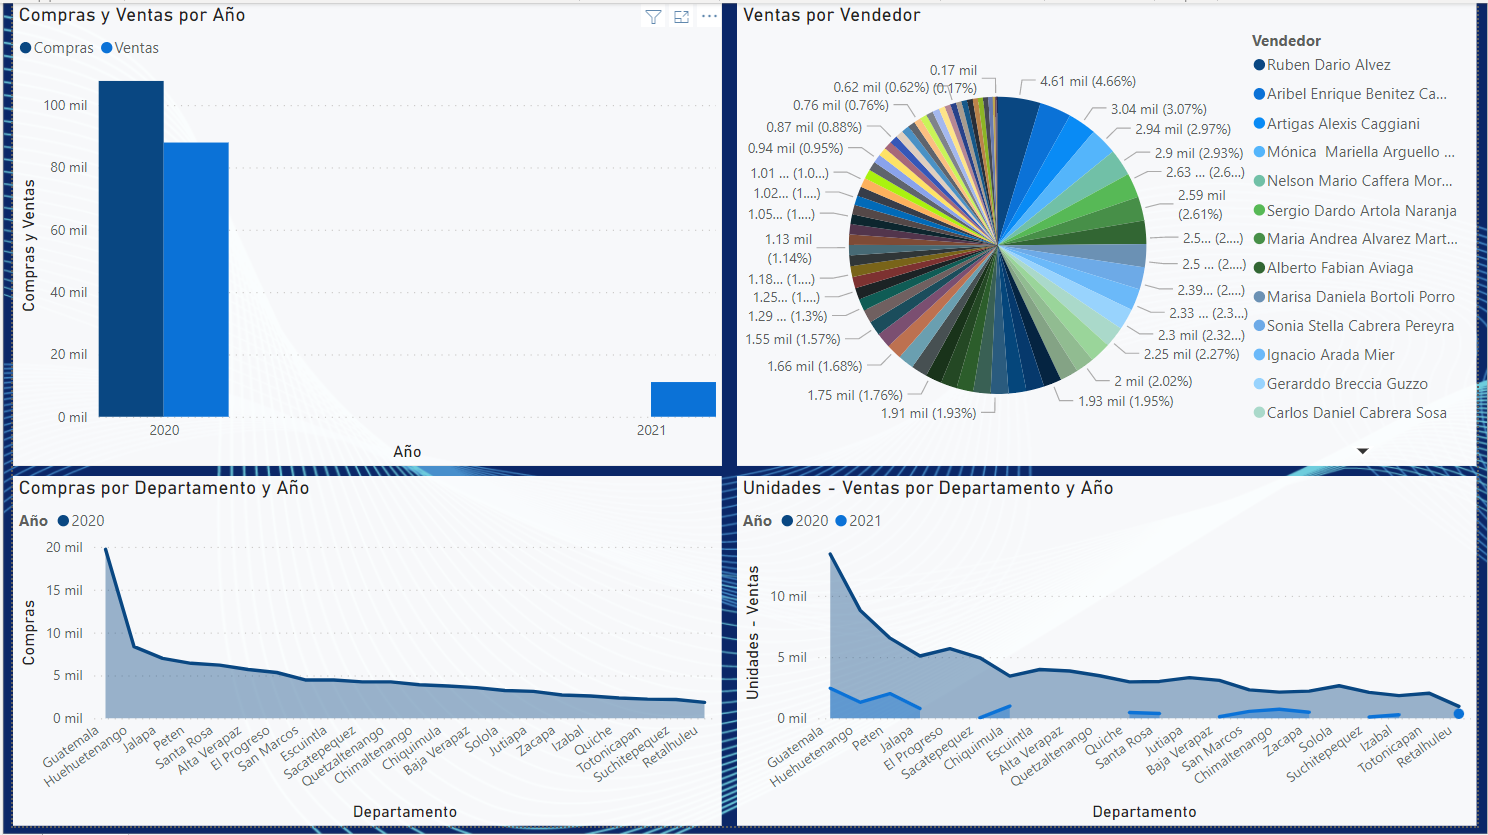 Compras y Ventas por Año
Compras Ventas
100 mil
80 mil
60 mil
40 mil
20 mil
0 mil
Compras y Ventas
2020
2021
Año
Ventas por Vendedor
0.17 mil
(0.17%)
0.62 mil (0.62%)
0.76 mil (0.76%)
0.87 mil (0.88%)
0.94 mil (0.95%)
1.01 ... (1.0...)
1.02... (1....)
1.05... (1....)
1.13 mil
(1.14%)
1.18... (1....)
1.25... (1....)
1.29 ... (1.3%)
1.55 mil (1.57%)
1.66 mil (1.68%)
1.75 mil (1.76%)
1.91 mil (1.93%)
4.61 mil (4.66%)
3.04 mil (3.07%)
2.94 mil (2.97%)
2.9 mil (2.93%)
2.63 ... (2.6...)
2.59 mil
(2.61%)
2.5... (2....)
2.5 ... (2....)
2.39... (2....)
2.33 ... (2.3...)
2.3 mil (2.32...)
2.25 mil (2.27%)
2 mil (2.02%)
1.93 mil (1.95%)
Vendedor
Ruben Dario Alvez
Aribel Enrique Benitez Ca...
Artigas Alexis Caggiani
Mónica  Mariella Arguello ...
Nelson Mario Caffera Mor...
Sergio Dardo Artola Naranja
Maria Andrea Alvarez Mart...
Alberto Fabian Aviaga
Marisa Daniela Bortoli Porro
Sonia Stella Cabrera Pereyra
Ignacio Arada Mier
Gerarddo Breccia Guzzo
Carlos Daniel Cabrera Sosa
Compras por Departamento y Año
Año 2020
20 mil
15 mil
10 mil
5 mil
0 mil
Compras
Guatemala
Huehuetenango
Jalapa
Peten
Santa Rosa
Alta Verapaz
El Progreso
San Marcos
Escuintla
Sacatepequez
Quetzaltenango
Chimaltenango
Chiquimula
Baja Verapaz
Solola
Jutiapa
Zacapa
Izabal
Quiche
Totonicapan
Suchitepequez
Retalhuleu
Departamento
Unidades - Ventas por Departamento y Año
Año 2020 2021
10 mil
5 mil
0 mil
Unidades - Ventas
Guatemala
Huehuetenango
Peten
Jalapa
El Progreso
Sacatepequez
Chiquimula
Escuintla
Alta Verapaz
Quetzaltenango
Quiche
Santa Rosa
Jutiapa
Baja Verapaz
San Marcos
Chimaltenango
Zacapa
Solola
Suchitepequez
Izabal
Totonicapan
Retalhuleu
Departamento